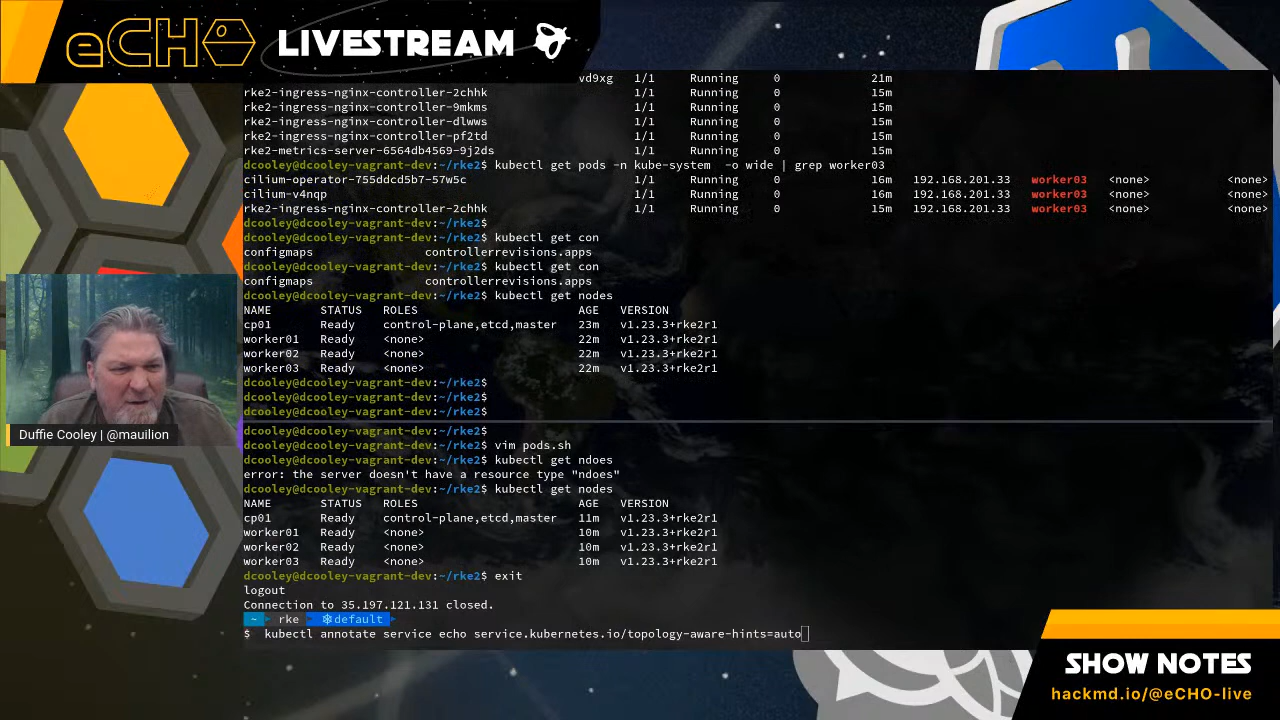 eCHO LIVESTREAM
vd9xg 1/1 Running 0 21m
rke2-ingress-nginx-controller-2chhk 1/1 Running 0 15m
rke2-ingress-nginx-controller-9mkms 1/1 Running 0 15m
rke2-ingress-nginx-controller-dlwws 1/1 Running 0 15m
rke2-ingress-nginx-controller-pf2td 1/1 Running 0 15m
rke2-metrics-server-6564db4569-9j2ds 1/1 Running 0 15m
dcooley@dcooley-vagrant-dev:~/rke2$ kubectl get pods -n kube-system -o wide | grep worker03
cilium-operator-755ddcd5b7-57w5c 1/1 Running 0 16m 192.168.201.33 worker03 <none> <none>
cilium-v4nqp 1/1 Running 0 16m 192.168.201.33 worker03 <none> <none>
rke2-ingress-nginx-controller-2chhk 1/1 Running 0 15m 192.168.201.33 worker03 <none> <none>
dcooley@dcooley-vagrant-dev:~/rke2$
dcooley@dcooley-vagrant-dev:~/rke2$ kubectl get con
configmaps controllerrevisions.apps
dcooley@dcooley-vagrant-dev:~/rke2$ kubectl get con
configmaps controllerrevisions.apps
dcooley@dcooley-vagrant-dev:~/rke2$ kubectl get nodes
NAME STATUS ROLES AGE VERSION
cp01 Ready control-plane,etcd,master 23m v1.23.3+rke2r1
worker01 Ready <none> 22m v1.23.3+rke2r1
worker02 Ready <none> 22m v1.23.3+rke2r1
worker03 Ready <none> 22m v1.23.3+rke2r1
dcooley@dcooley-vagrant-dev:~/rke2$
dcooley@dcooley-vagrant-dev:~/rke2$
dcooley@dcooley-vagrant-dev:~/rke2$
dcooley@dcooley-vagrant-dev:~/rke2$
dcooley@dcooley-vagrant-dev:~/rke2$ vim pods.sh
dcooley@dcooley-vagrant-dev:~/rke2$ kubectl get ndoes
error: the server doesn't have a resource type "ndoes"
dcooley@dcooley-vagrant-dev:~/rke2$ kubectl get nodes
NAME STATUS ROLES AGE VERSION
cp01 Ready control-plane,etcd,master 11m v1.23.3+rke2r1
worker01 Ready <none> 10m v1.23.3+rke2r1
worker02 Ready <none> 10m v1.23.3+rke2r1
worker03 Ready <none> 10m v1.23.3+rke2r1
dcooley@dcooley-vagrant-dev:~/rke2$ exit
logout
Connection to 35.197.121.131 closed.
~ rke ⎈default
$ kubectl annotate service echo service.kubernetes.io/topology-aware-hints=auto
Duffie Cooley | @mauilion
SHOW NOTES
hackmd.io/@eCHO-live